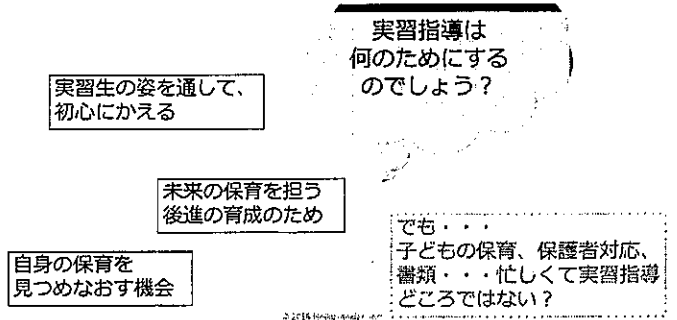 実習指導は
何のためにする
のでしょう？
実習生の姿を通して、
初心にかえる
未来の保育を担う
後進の育成のため
自身の保育を
見つめなおす機会
でも・・・
子どもの保育、保護者対応、
書類・・・忙しくて実習指導
どころではない？